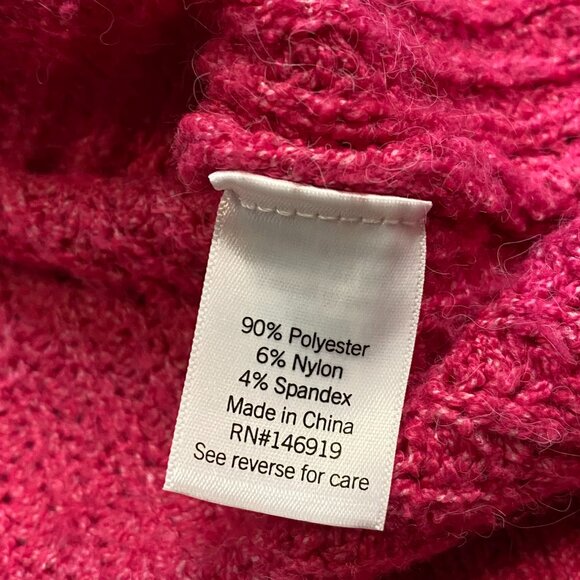 90% Polyester
6% Nylon
4% Spandex
Made in China
RN#146919
See reverse for care